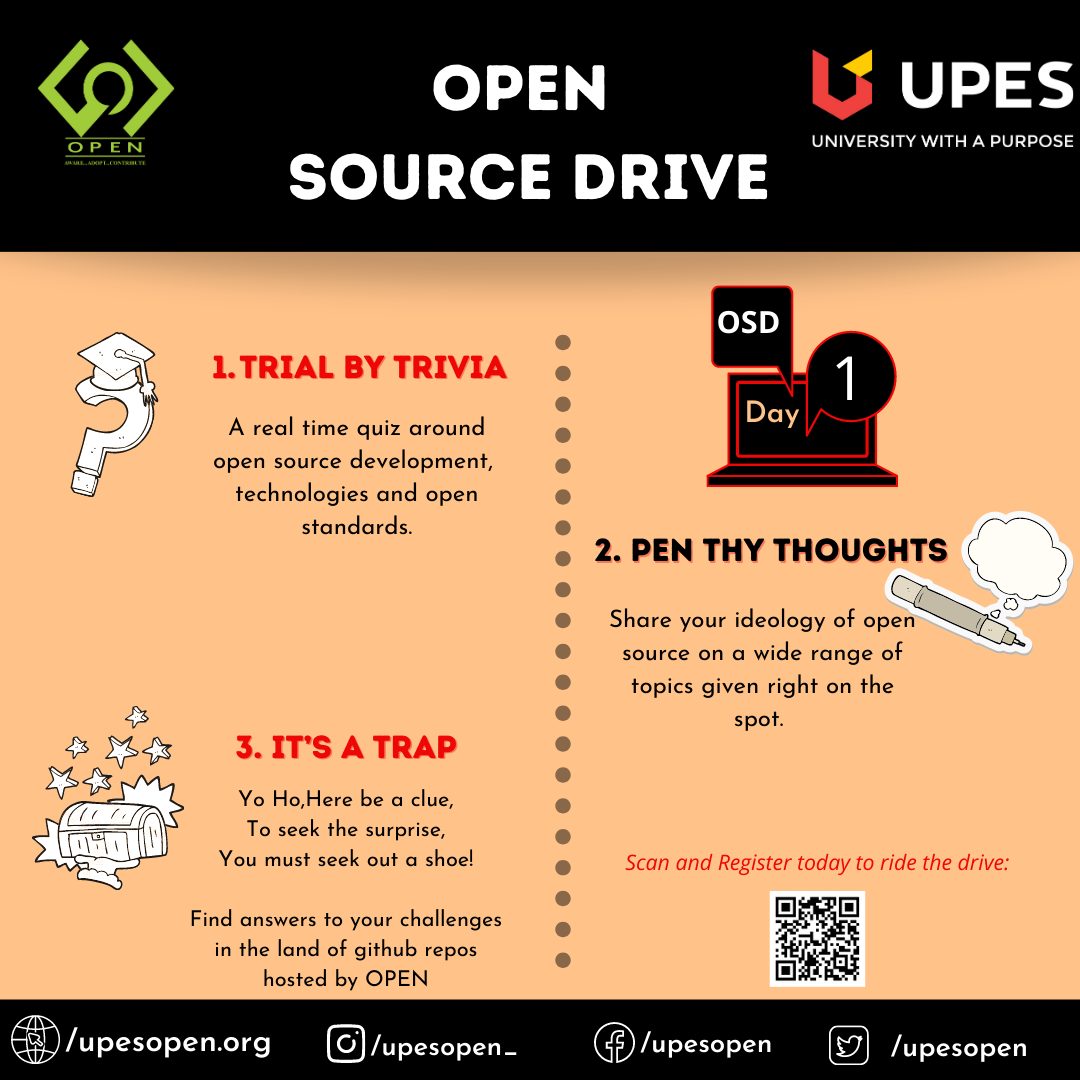 OPEN
AWARE...ADOPT...CONTRIBUTE
OPEN
SOURCE DRIVE
UPES
UNIVERSITY WITH A PURPOSE
1. TRIAL BY TRIVIA
A real time quiz around
open source development,
technologies and open
standards.
OSD
Day
1
2. PEN THY THOUGHTS
Share your ideology of open
source on a wide range of
topics given right on the
spot.
3. IT'S A TRAP
Yo Ho,Here be a clue,
To seek the surprise,
You must seek out a shoe!
Find answers to your challenges
in the land of github repos
hosted by OPEN
Scan and Register today to ride the drive:
/upesopen.org
/upesopen_
/upesopen
/upesopen